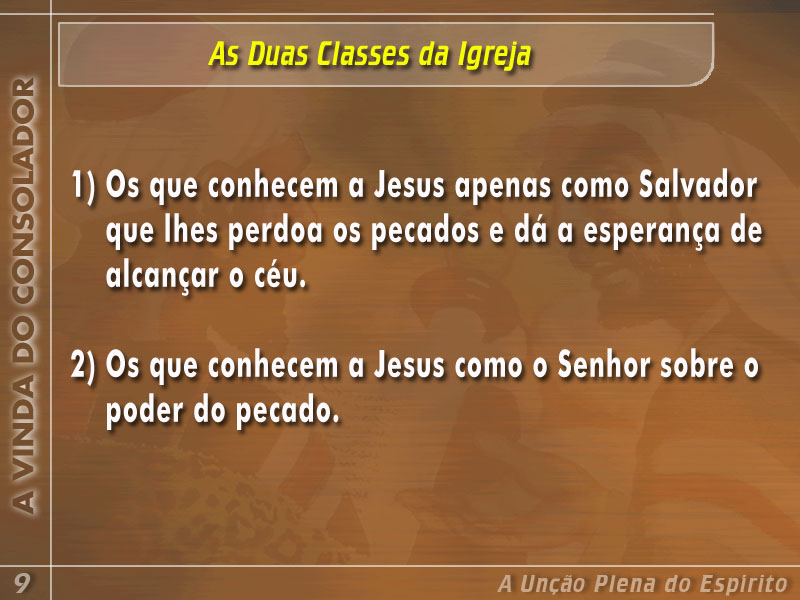 As Duas Classes da Igreja
A VINDA DO CONSOLADOR
1) Os que conhecem a Jesus apenas como Salvador
que lhes perdoa os pecados e dá a esperança de
alcançar o céu.
2) Os que conhecem a Jesus como o Senhor sobre o
poder do pecado.
9
A Unção Plena do Espírito